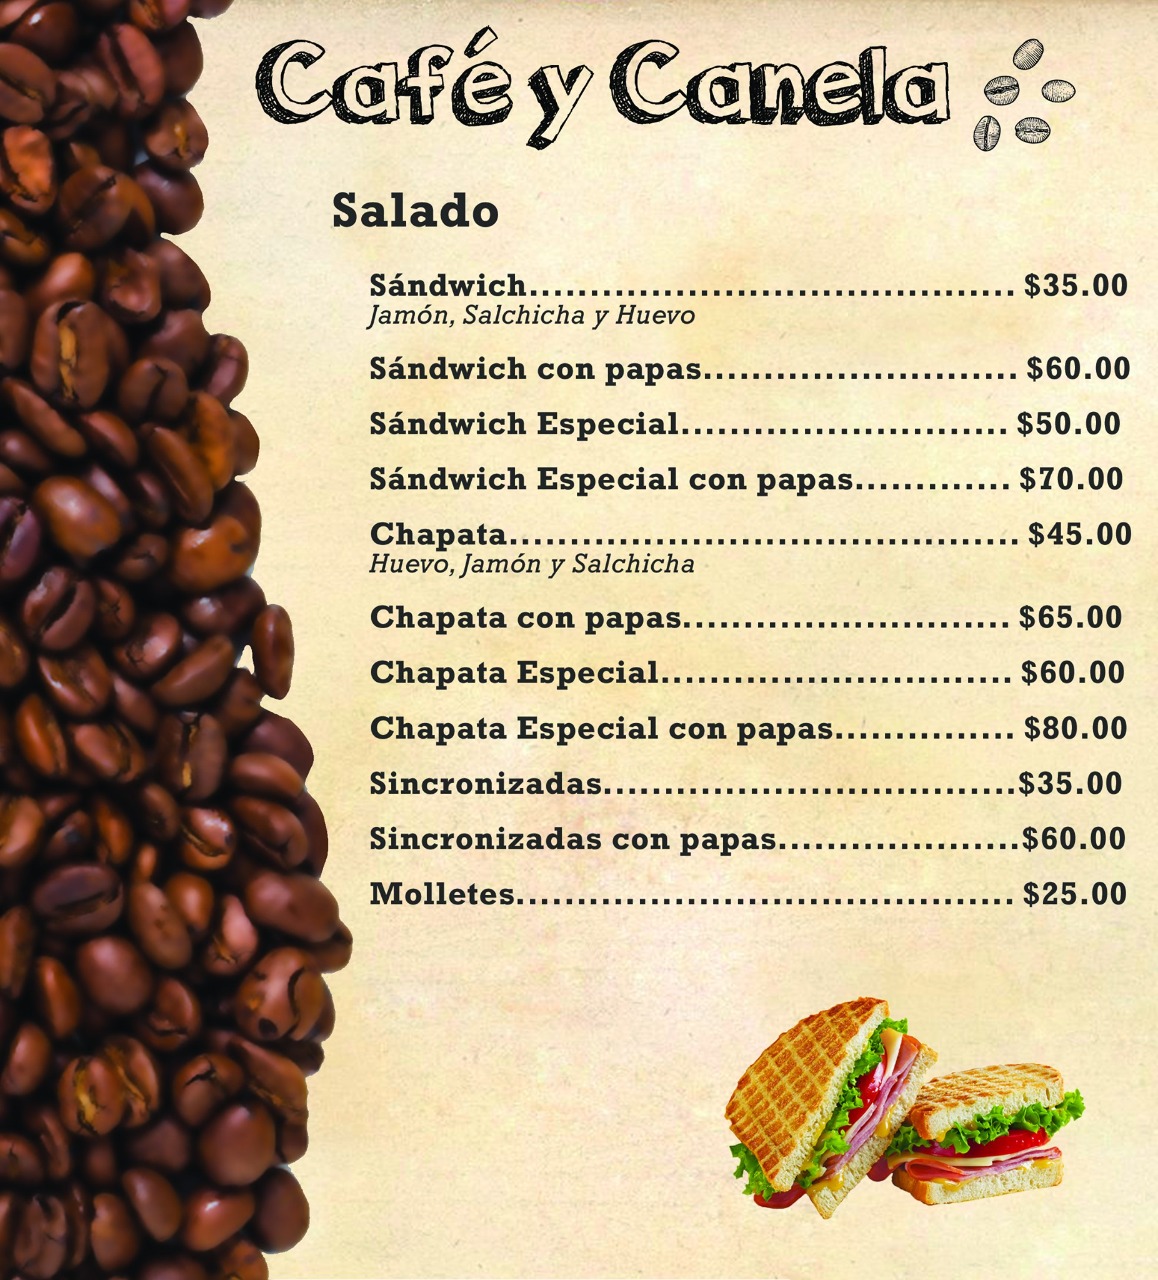 Café y Canela
Salado
Sándwich........................................ $35.00
Jamón, Salchicha y Huevo
Sándwich con papas.......................... $60.00
Sándwich Especial........................... $50.00
Sándwich Especial con papas............. $70.00
Chapata.......................................... $45.00
Huevo, Jamón y Salchicha
Chapata con papas........................... $65.00
Chapata Especial............................. $60.00
Chapata Especial con papas............... $80.00
Sincronizadas..................................$35.00
Sincronizadas con papas....................$60.00
Molletes......................................... $25.00